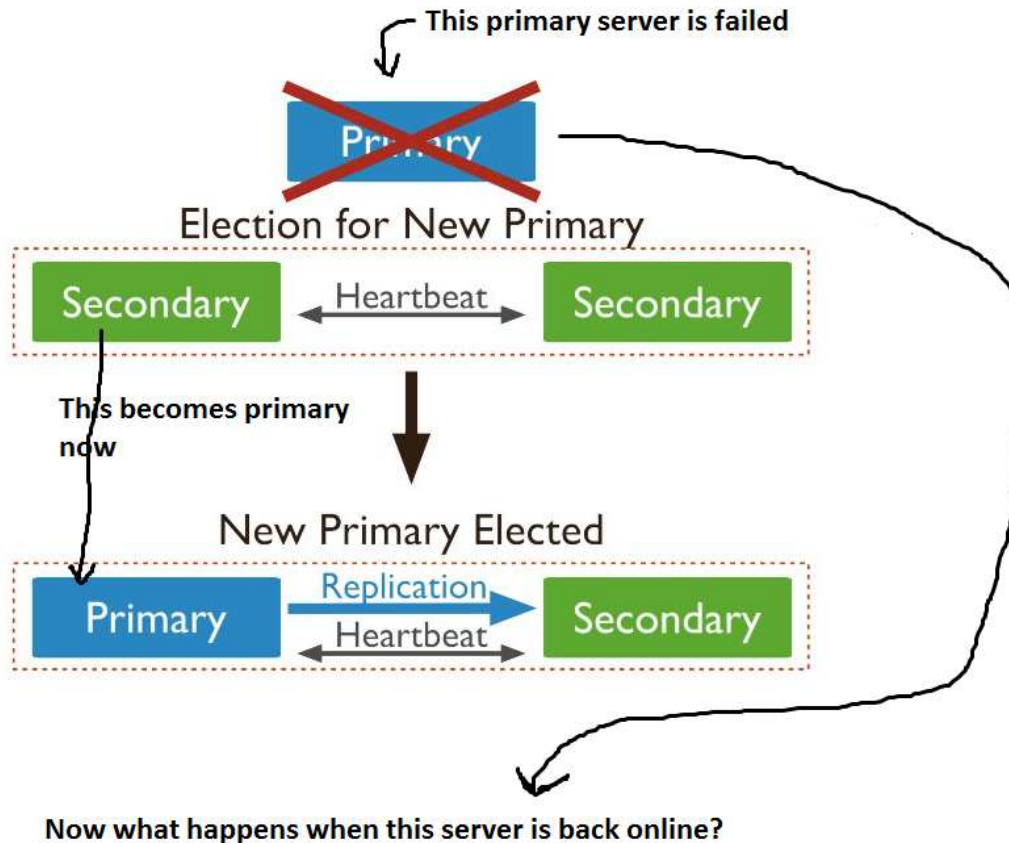 This primary server is failed
Primary
Election for New Primary
Secondary
Heartbeat
Secondary
This becomes primary
now
New Primary Elected
Primary
Replication
Heartbeat
Secondary
Now what happens when this server is back online?